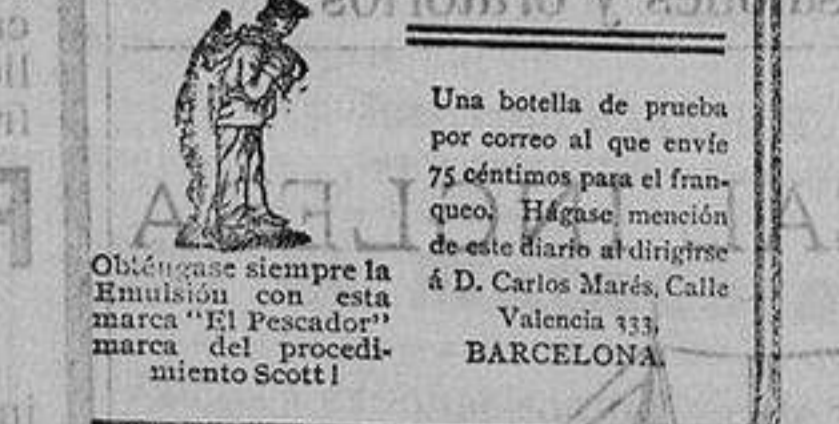 Obténgase siempre la
Emulsión con esta
marca "El Pescador"
marca del procedi-
miento Scott!
Una botella de prueba
por correo al que envíe
75 céntimos para el fran-
queo. Hágase mención
de este diario al dirigirse
á D. Carlos Marés, Calle
Valencia 333,
BARCELONA.